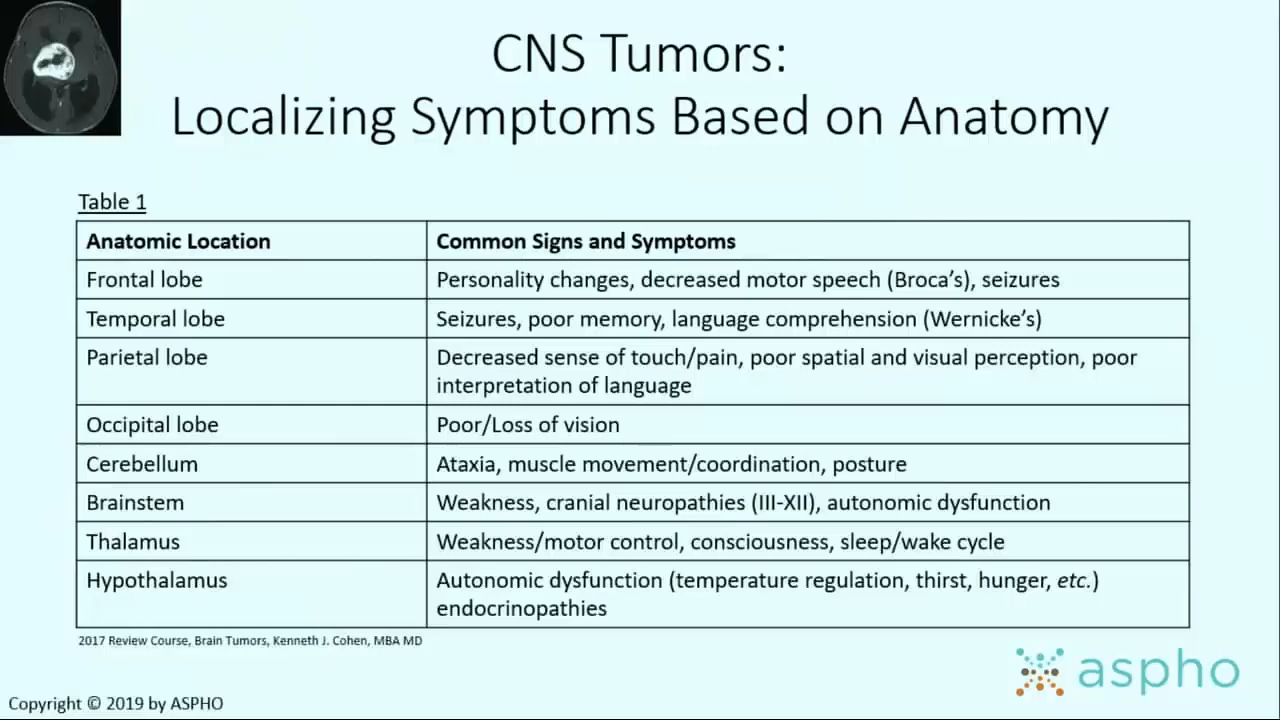 CNS Tumors:
Localizing Symptoms Based on Anatomy
Table 1
Anatomic Location Common Signs and Symptoms
Frontal lobe Personality changes, decreased motor speech (Broca’s), seizures
Temporal lobe Seizures, poor memory, language comprehension (Wernicke’s)
Parietal lobe Decreased sense of touch/pain, poor spatial and visual perception, poor
interpretation of language
Occipital lobe Poor/Loss of vision
Cerebellum Ataxia, muscle movement/coordination, posture
Brainstem Weakness, cranial neuropathies (III-XII), autonomic dysfunction
Thalamus Weakness/motor control, consciousness, sleep/wake cycle
Hypothalamus Autonomic dysfunction (temperature regulation, thirst, hunger, etc.)
endocrinopathies
2017 Review Course, Brain Tumors, Kenneth J. Cohen, MBA MD
aspho
Copyright © 2019 by ASPHO